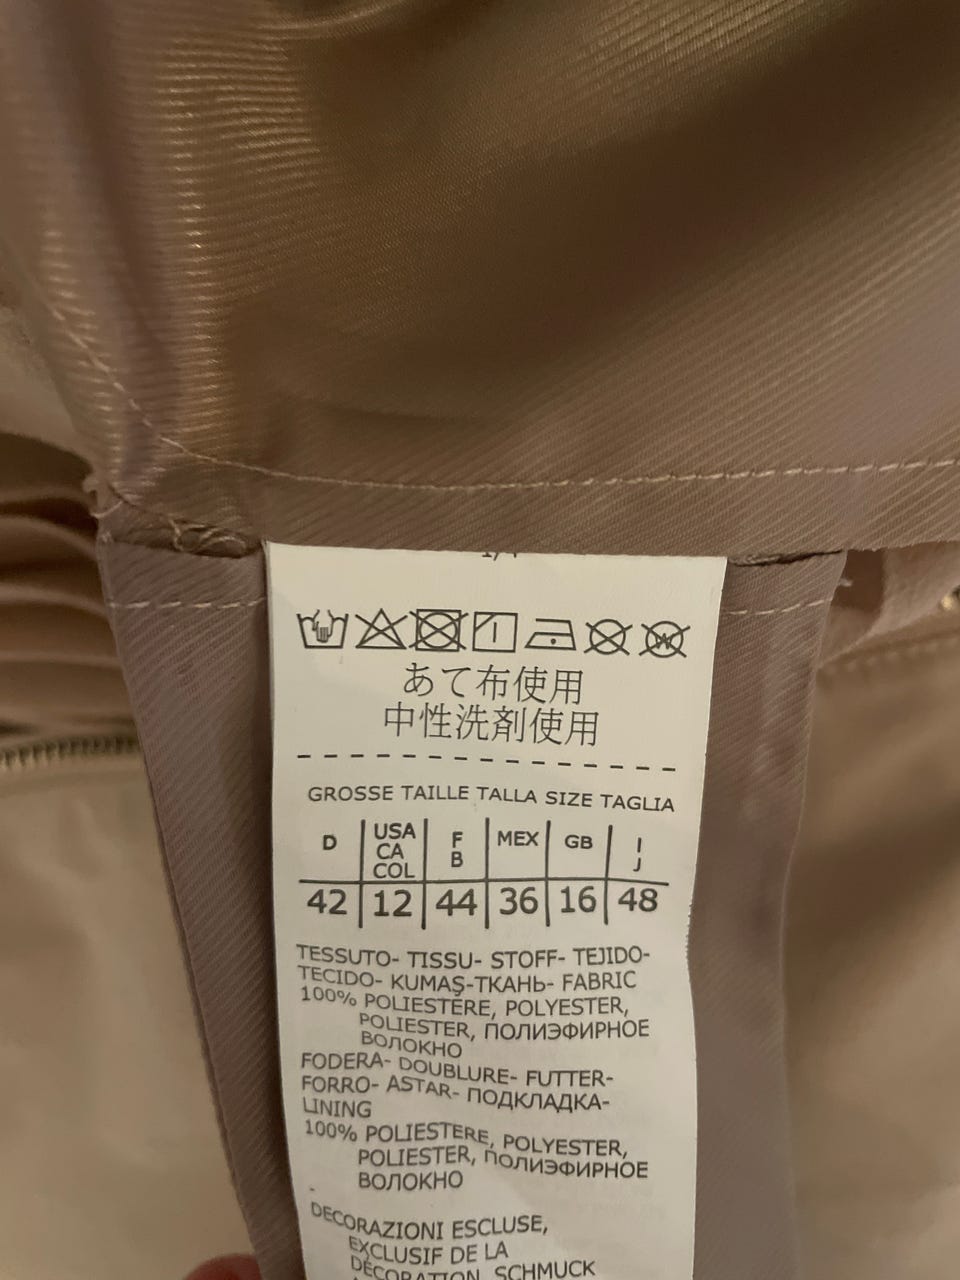 あて布使用
中性洗剤使用
GROSSE TAILLE TALLA SIZE TAGLIA
D | USA CA COL | F B | MEX | GB | I J
42 | 12 | 44 | 36 | 16 | 48
TESSUTO- TISSU- STOFF- TEJIDO-
TECIDO- KUMAŞ-ТКАНЬ- FABRIC
100% POLIESTERE, POLYESTER,
POLIESTER, ПОЛИЭФИРНОЕ
ВОЛОКНО
FODERA- DOUBLURE- FUTTER-
FORRO- ASTAR- ПОДКЛАДКА-
LINING
100% POLIESTERE, POLYESTER,
POLIESTER, ПОЛИЭФИРНОЕ
ВОЛОКНО
-
DECORAZIONI ESCLUSE,
EXCLUSIF DE LA
DÉCORATION, SCHMUCK